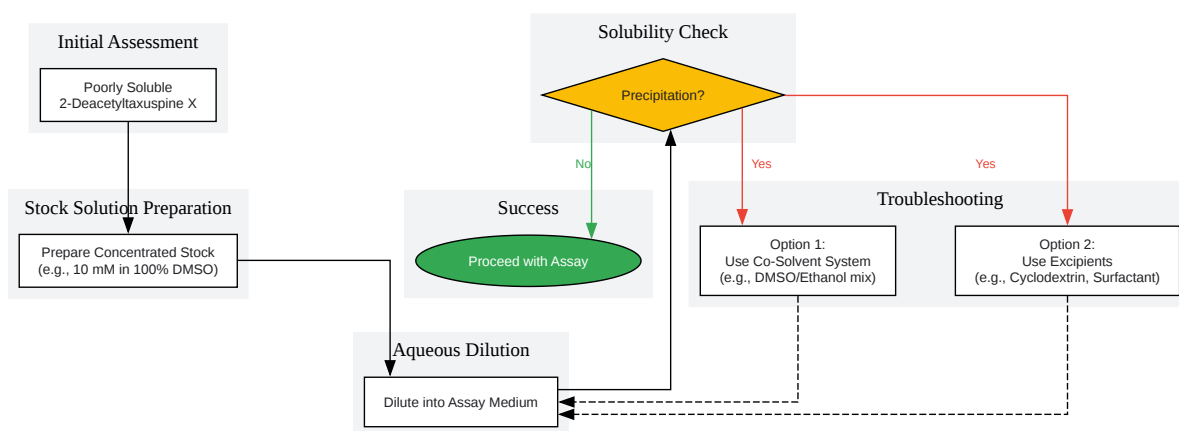 Initial Assessment
Poorly Soluble
2-Deacetyltaxuspine X
Stock Solution Preparation
Prepare Concentrated Stock
(e.g., 10 mM in 100% DMSO)
Aqueous Dilution
Dilute into Assay Medium
Solubility Check
Precipitation?
No
Yes
Yes
Success
Proceed with Assay
Troubleshooting
Option 1:
Use Co-Solvent System
(e.g., DMSO/Ethanol mix)
Option 2:
Use Excipients
(e.g., Cyclodextrin, Surfactant)